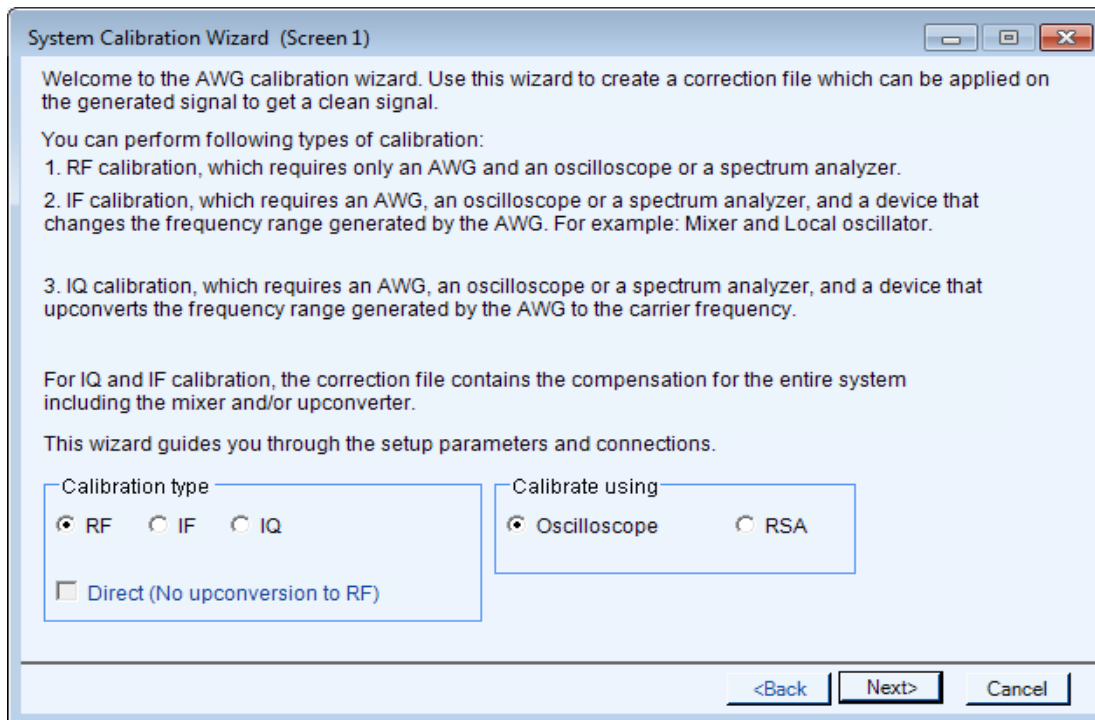 System Calibration Wizard (Screen 1)
Welcome to the AWG calibration wizard. Use this wizard to create a correction file which can be applied on
the generated signal to get a clean signal.
You can perform following types of calibration:
1. RF calibration, which requires only an AWG and an oscilloscope or a spectrum analyzer.
2. IF calibration, which requires an AWG, an oscilloscope or a spectrum analyzer, and a device that
changes the frequency range generated by the AWG. For example: Mixer and Local oscillator.
3. IQ calibration, which requires an AWG, an oscilloscope or a spectrum analyzer, and a device that
upconverts the frequency range generated by the AWG to the carrier frequency.
For IQ and IF calibration, the correction file contains the compensation for the entire system
including the mixer and/or upconverter.
This wizard guides you through the setup parameters and connections.
Calibration type
RF IF IQ
Direct (No upconversion to RF)
Calibrate using
Oscilloscope RSA
<Back Next> Cancel